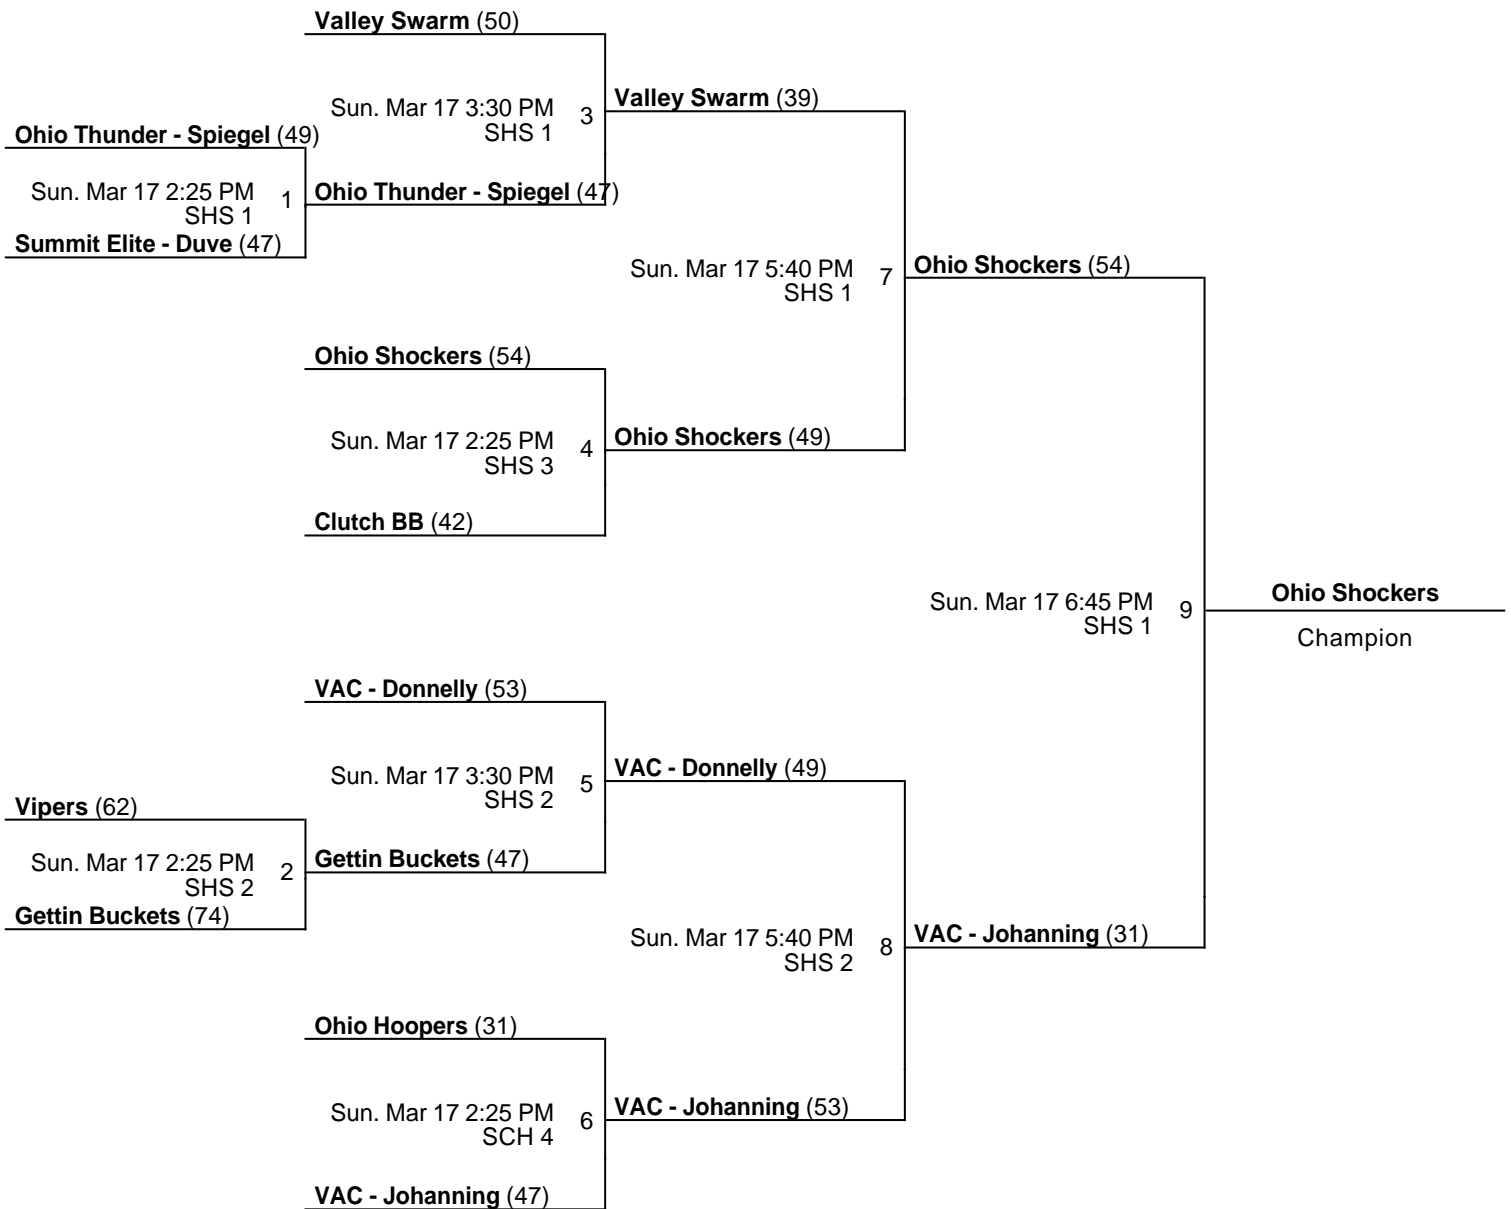 Valley Swarm (50)
Sun. Mar 17 3:30 PM 3
SHS 1
Valley Swarm (39)
Ohio Thunder - Spiegel (49)
Sun. Mar 17 2:25 PM 1
SHS 1
Ohio Thunder - Spiegel (47)
Summit Elite - Duve (47)
Sun. Mar 17 5:40 PM 7
SHS 1
Ohio Shockers (54)
Ohio Shockers (54)
Sun. Mar 17 2:25 PM 4
SHS 3
Ohio Shockers (49)
Clutch BB (42)
Sun. Mar 17 6:45 PM 9
SHS 1
Ohio Shockers
Champion
VAC - Donnelly (53)
Sun. Mar 17 3:30 PM 5
SHS 2
VAC - Donnelly (49)
Vipers (62)
Sun. Mar 17 2:25 PM 2
SHS 2
Gettin Buckets (47)
Gettin Buckets (74)
Sun. Mar 17 5:40 PM 8
SHS 2
VAC - Johanning (31)
Ohio Hoopers (31)
Sun. Mar 17 2:25 PM 6
SCH 4
VAC - Johanning (53)
VAC - Johanning (47)